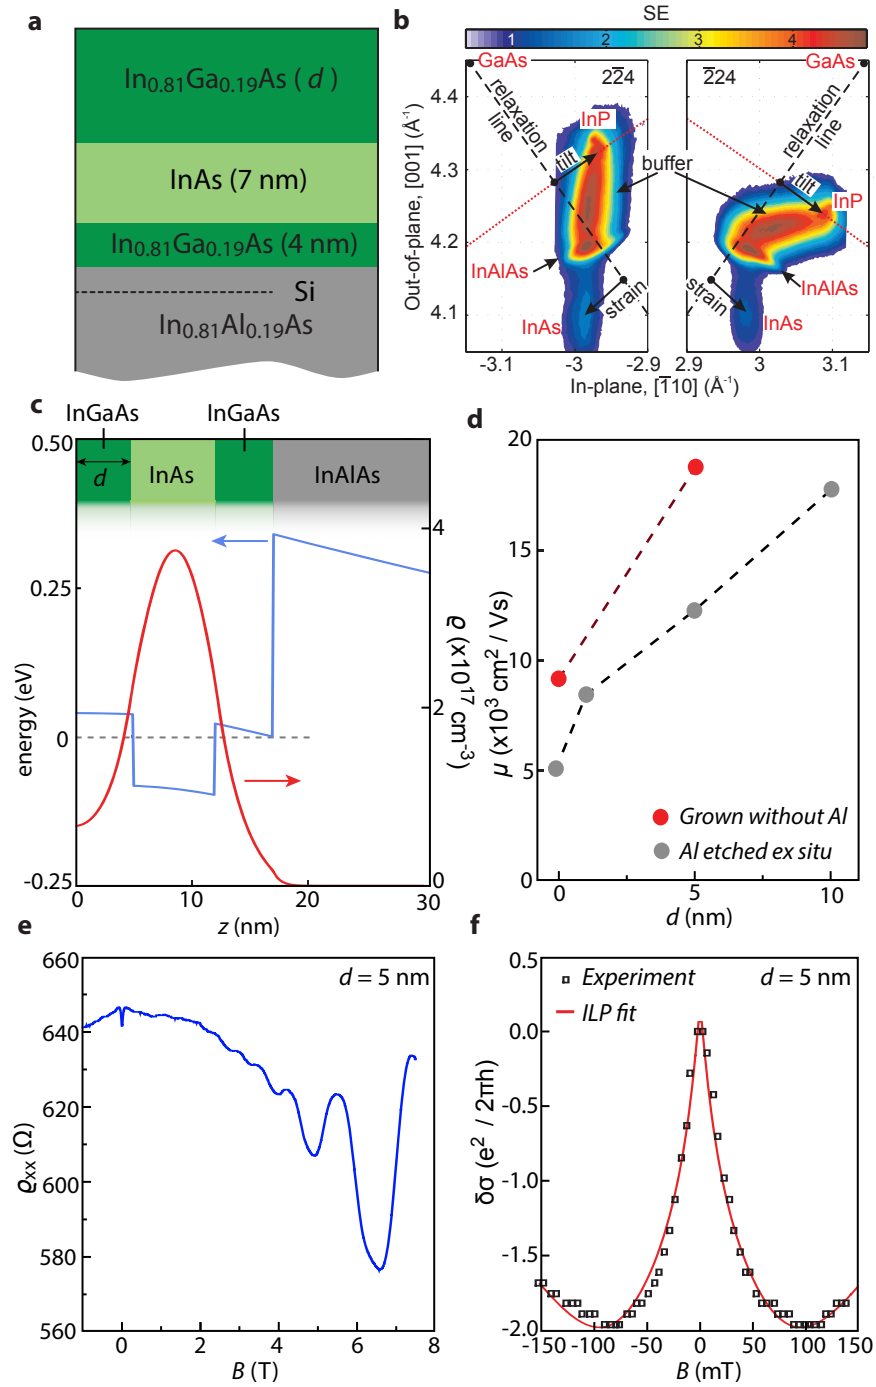 a
In0.81Ga0.19As (d)
InAs (7 nm)
In0.81Ga0.19As (4 nm)
Si
In0.81Al0.19As
b
SE
1 2 3 4
GaAs
22̅4
relaxation line
tilt
InP
buffer
InAlAs
strain
InAs
2̅24
GaAs
relaxation line
tilt
InP
InAlAs
strain
InAs
4.4
4.3
4.2
4.1
Out-of-plane, [001] (Å-1)
-3.1 -3 -2.9 2.9 3 3.1
In-plane, [1̅10] (Å-1)
c
InGaAs InGaAs
d InAs InAlAs
0.50
0.25
0
-0.25
energy (eV)
4
2
0
ϱ (x10^17 cm-3)
0 10 20 30
z (nm)
d
20
15
10
5
0
μ (x10^3 cm2 / Vs)
Grown without Al
Al etched ex situ
0 5 10
d (nm)
e
d = 5 nm
660
640
620
600
580
560
ϱxx (Ω)
0 2 4 6 8
B (T)
f
Experiment d = 5 nm
ILP fit
0.5
0.0
-0.5
-1.0
-1.5
-2.0
δσ (e2 / 2πh)
-150 -100 -50 0 50 100 150
B (mT)